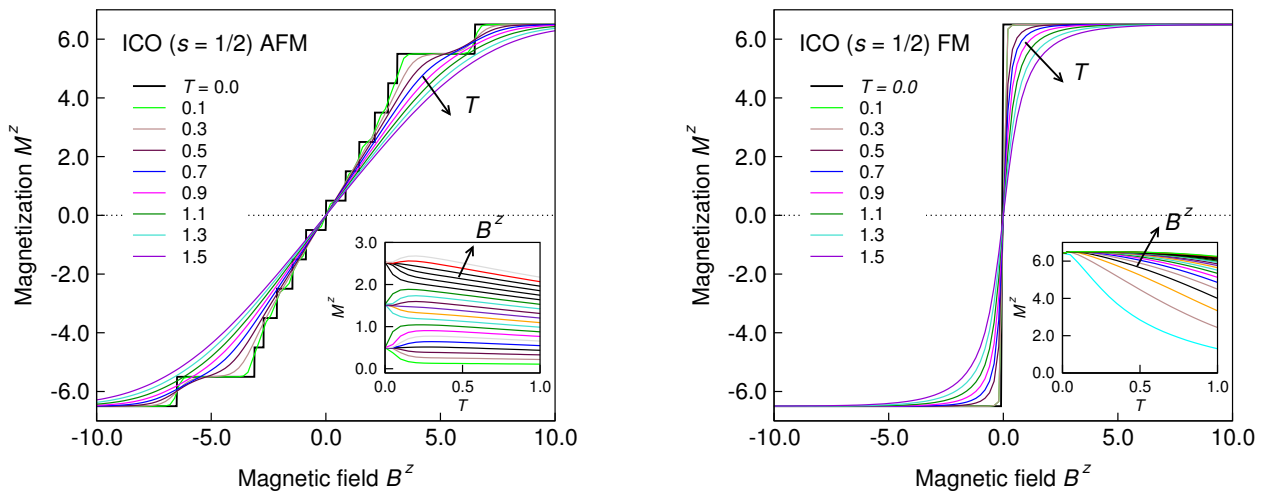 ICO (s = 1/2) AFM
T = 0.0
0.1
0.3
0.5
0.7
0.9
1.1
1.3
1.5
T
6.0
4.0
2.0
0.0
-2.0
-4.0
-6.0
Magnetization M^z
-10.0 -5.0 0.0 5.0 10.0
Magnetic field B^z
B^z
3.0
2.0
1.0
0.0
M^z
0.0 0.5 1.0
T
ICO (s = 1/2) FM
T = 0.0
0.1
0.3
0.5
0.7
0.9
1.1
1.3
1.5
T
6.0
4.0
2.0
0.0
-2.0
-4.0
-6.0
Magnetization M^z
-10.0 -5.0 0.0 5.0 10.0
Magnetic field B^z
B^z
6.0
4.0
2.0
0.0
M^z
0.0 0.5 1.0
T